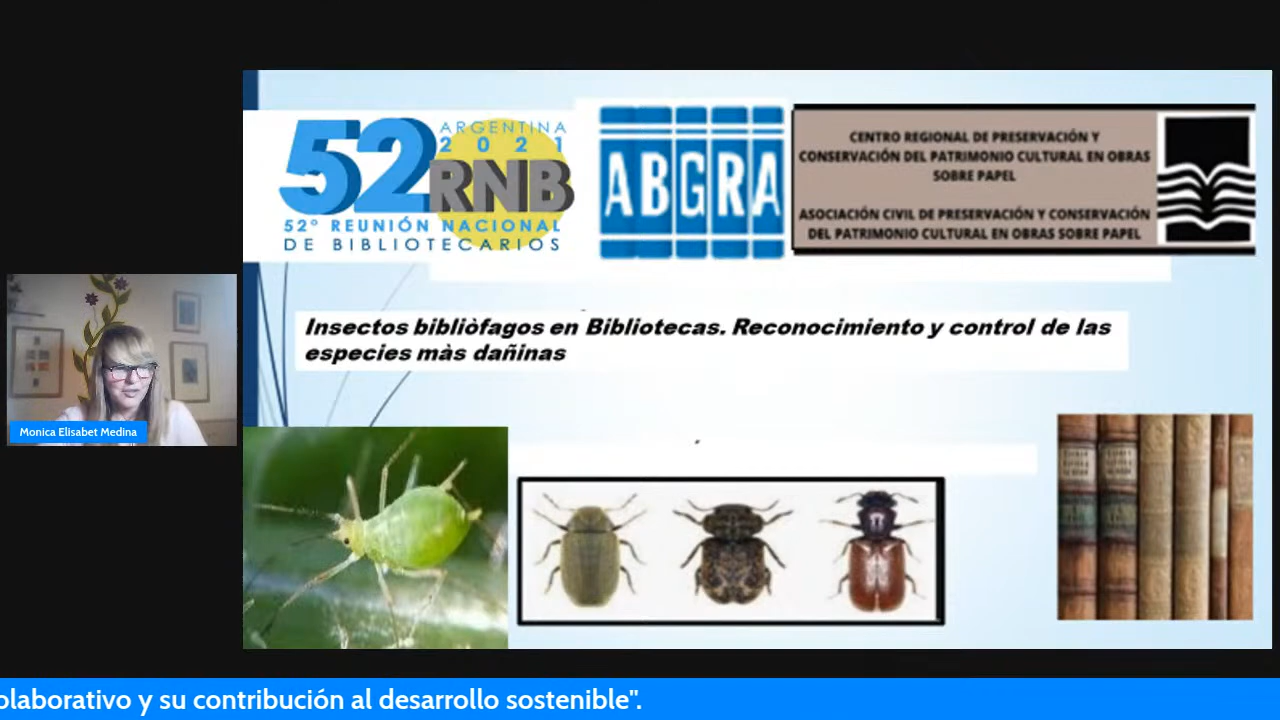 52
ARGENTINA
2021
RNB
52° REUNIÓN NACIONAL
DE BIBLIOTECARIOS
ABGRA
CENTRO REGIONAL DE PRESERVACIÓN Y
CONSERVACIÓN DEL PATRIMONIO CULTURAL EN OBRAS
SOBRE PAPEL
ASOCIACIÓN CIVIL DE PRESERVACIÓN Y CONSERVACIÓN
DEL PATRIMONIO CULTURAL EN OBRAS SOBRE PAPEL
Insectos bibliòfagos en Bibliotecas. Reconocimiento y control de las
especies màs dañinas
Monica Elisabet Medina
olaborativo y su contribución al desarrollo sostenible".